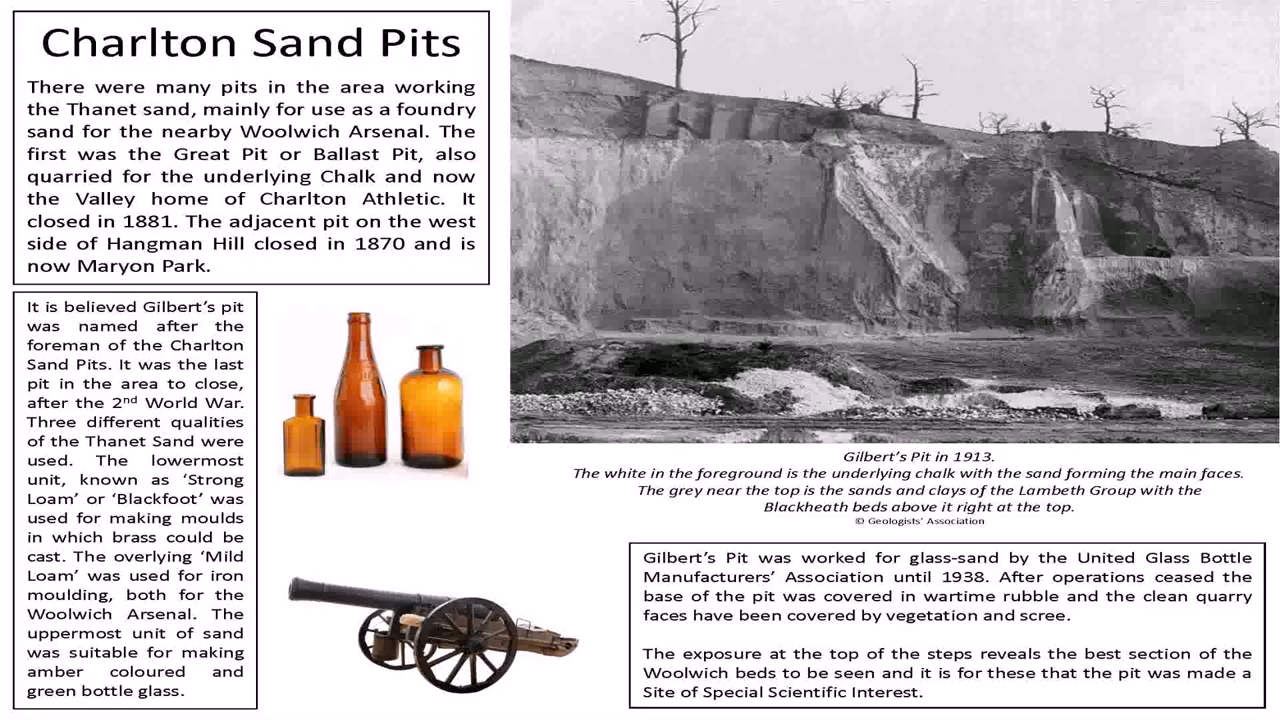 Charlton Sand Pits
There were many pits in the area working
the Thanet sand, mainly for use as a foundry
sand for the nearby Woolwich Arsenal. The
first was the Great Pit or Ballast Pit, also
quarried for the underlying Chalk and now
the Valley home of Charlton Athletic. It
closed in 1881. The adjacent pit on the west
side of Hangman Hill closed in 1870 and is
now Maryon Park.
It is believed Gilbert's pit
was named after the
foreman of the Charlton
Sand Pits. It was the last
pit in the area to close,
after the 2nd World War.
Three different qualities
of the Thanet Sand were
used. The lowermost
unit, known as 'Strong
Loam' or 'Blackfoot' was
used for making moulds
in which brass could be
cast. The overlying 'Mild
Loam' was used for iron
moulding, both for the
Woolwich Arsenal. The
uppermost unit of sand
was suitable for making
amber coloured and
green bottle glass.
Gilbert's Pit in 1913.
The white in the foreground is the underlying chalk with the sand forming the main faces.
The grey near the top is the sands and clays of the Lambeth Group with the
Blackheath beds above it right at the top.
© Geologists' Association
Gilbert's Pit was worked for glass-sand by the United Glass Bottle
Manufacturers' Association until 1938. After operations ceased the
base of the pit was covered in wartime rubble and the clean quarry
faces have been covered by vegetation and scree.
The exposure at the top of the steps reveals the best section of the
Woolwich beds to be seen and it is for these that the pit was made a
Site of Special Scientific Interest.